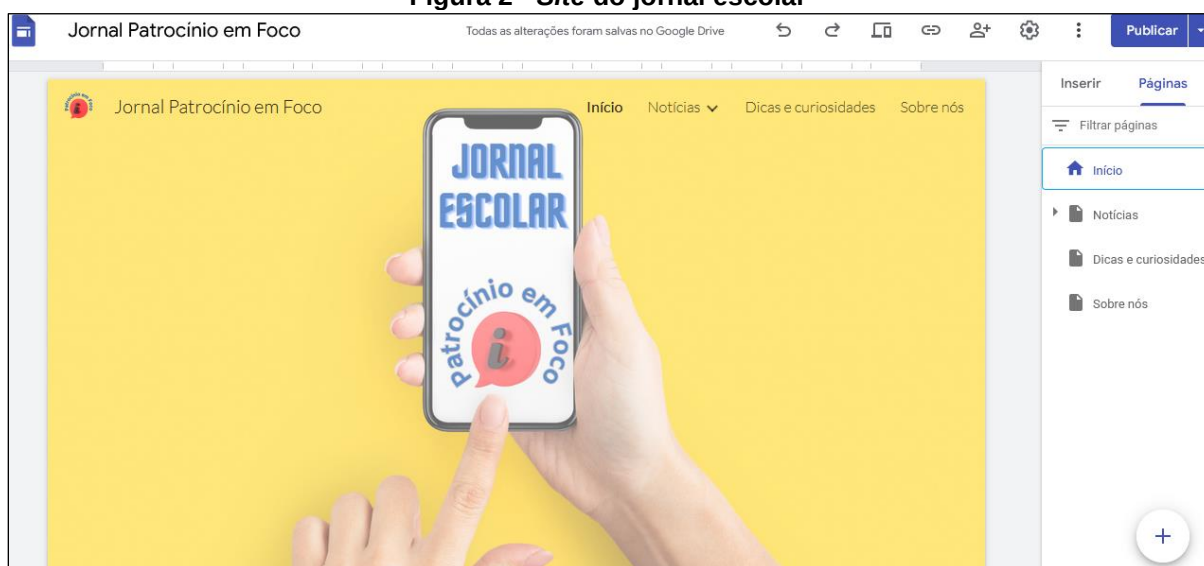 Figura 2 - Site do jornal escolar
Jornal Patrocínio em Foco
Todas as alterações foram salvas no Google Drive
Publicar
Inserir
Páginas
Jornal Patrocínio em Foco
Início
Notícias
Dicas e curiosidades
Sobre nós
Filtrar páginas
JORNAL
ESCOLAR
Patrocínio em Foco
i
Início
Notícias
Dicas e curiosidades
Sobre nós